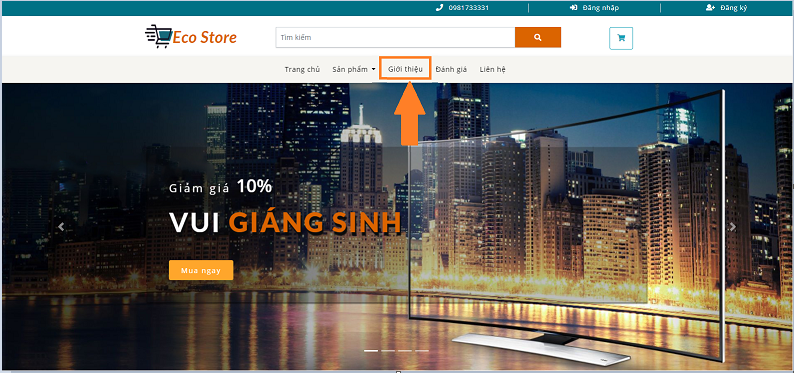 0981733331 Đăng nhập Đăng ký
Eco Store
Tìm kiếm
Trang chủ Sản phẩm Giới thiệu Đánh giá Liên hệ
Giảm giá 10%
VUI GIÁNG SINH
Mua ngay